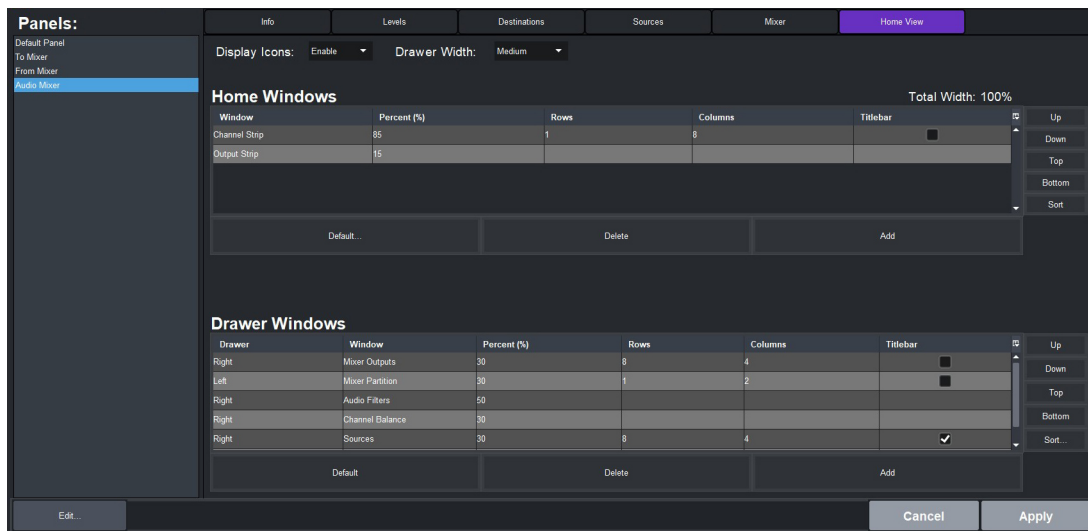 Panels:
Info Levels Destinations Sources Mixer Home View
Default Panel
To Mixer
From Mixer
Audio Mixer
Display Icons: Enable Drawer Width: Medium
Home Windows Total Width: 100%
Window Percent (%) Rows Columns Titlebar
Channel Strip 85 1 8
Output Strip 15
Up
Down
Top
Bottom
Sort
Default... Delete Add
Drawer Windows
Drawer Window Percent (%) Rows Columns Titlebar
Right Mixer Outputs 30 8 4
Left Mixer Partition 30 1 2
Right Audio Filters 50
Right Channel Balance 30
Right Sources 30 8 4
Up
Down
Top
Bottom
Sort...
Default Delete Add
Edit... Cancel Apply